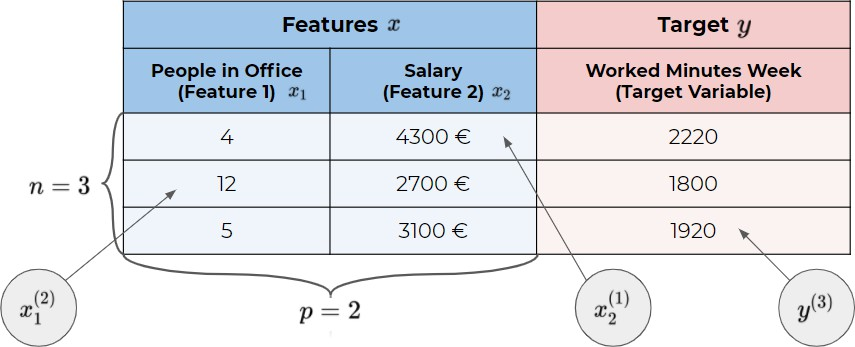 Features x
Target y
People in Office
(Feature 1) x₁
Salary
(Feature 2) x₂
Worked Minutes Week
(Target Variable)
4
4300 €
2220
n = 3
12
2700 €
1800
5
3100 €
1920
p = 2
x₁⁽²⁾
x₂⁽¹⁾
y⁽³⁾